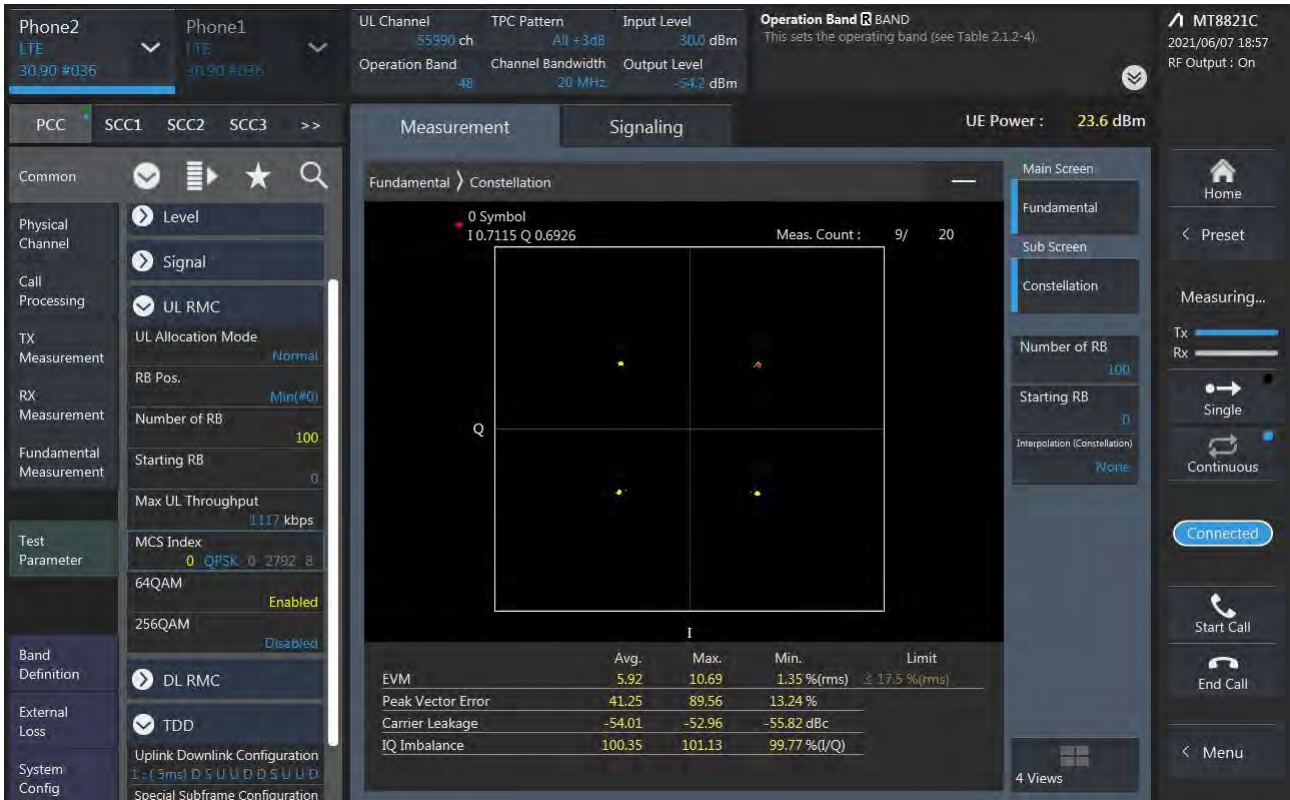 Phone2
LTE
30.90 #036
Phone1
LTE
30.90 #036
UL Channel
55990 ch
TPC Pattern
All +3dB
Input Level
30.0 dBm
Operation Band
48
Channel Bandwidth
20 MHz
Output Level
-54.2 dBm
Operation Band R BAND
This sets the operating band (see Table 2.1.2-4).
MT8821C
2021/06/07 18:57
RF Output : On
PCC SCC1 SCC2 SCC3 >>
Measurement
Signaling
UE Power : 23.6 dBm
Common
Physical
Channel
Call
Processing
TX
Measurement
RX
Measurement
Fundamental
Measurement
Test
Parameter
Band
Definition
External
Loss
System
Config
Level
Signal
UL RMC
UL Allocation Mode
Normal
RB Pos.
Min(#0)
Number of RB
100
Starting RB
0
Max UL Throughput
1117 kbps
MCS Index
0 QPSK 0 2792 8
64QAM
Enabled
256QAM
Disabled
DL RMC
TDD
Uplink Downlink Configuration
1 : ( 5ms) D S U U D D S U U D
Special Subframe Configuration
Fundamental 〉 Constellation
0 Symbol
I 0.7115 Q 0.6926
Meas. Count : 9/ 20
Q
I
Avg. Max. Min. Limit
EVM 5.92 10.69 1.35 %(rms) ≤ 17.5 %(rms)
Peak Vector Error 41.25 89.56 13.24 %
Carrier Leakage -54.01 -52.96 -55.82 dBc
IQ Imbalance 100.35 101.13 99.77 %(I/Q)
Main Screen
Fundamental
Sub Screen
Constellation
Number of RB
100
Starting RB
0
Interpolation (Constellation)
None
4 Views
Home
< Preset
Measuring...
Tx
Rx
Single
Continuous
Connected
Start Call
End Call
< Menu